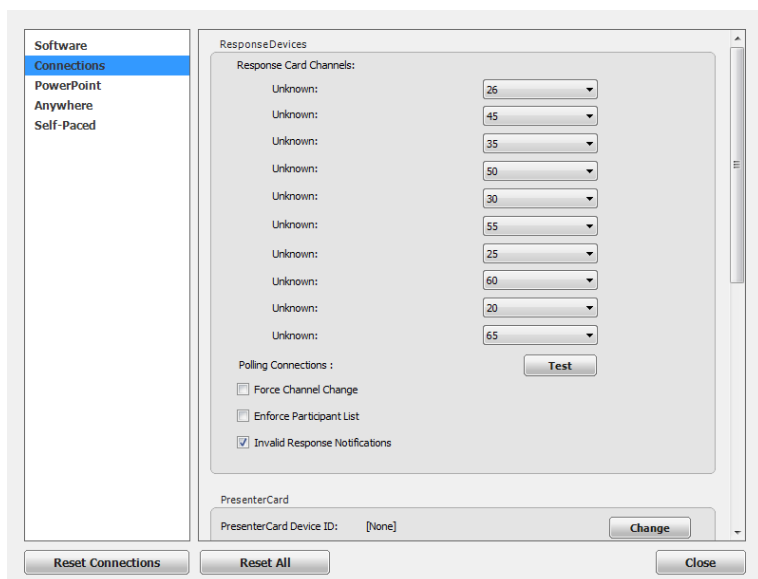 Software
Connections
PowerPoint
Anywhere
Self-Paced
ResponseDevices
Response Card Channels:
Unknown: 26
Unknown: 45
Unknown: 35
Unknown: 50
Unknown: 30
Unknown: 55
Unknown: 25
Unknown: 60
Unknown: 20
Unknown: 65
Polling Connections : Test
Force Channel Change
Enforce Participant List
Invalid Response Notifications
PresenterCard
PresenterCard Device ID: [None] Change
Reset Connections Reset All Close